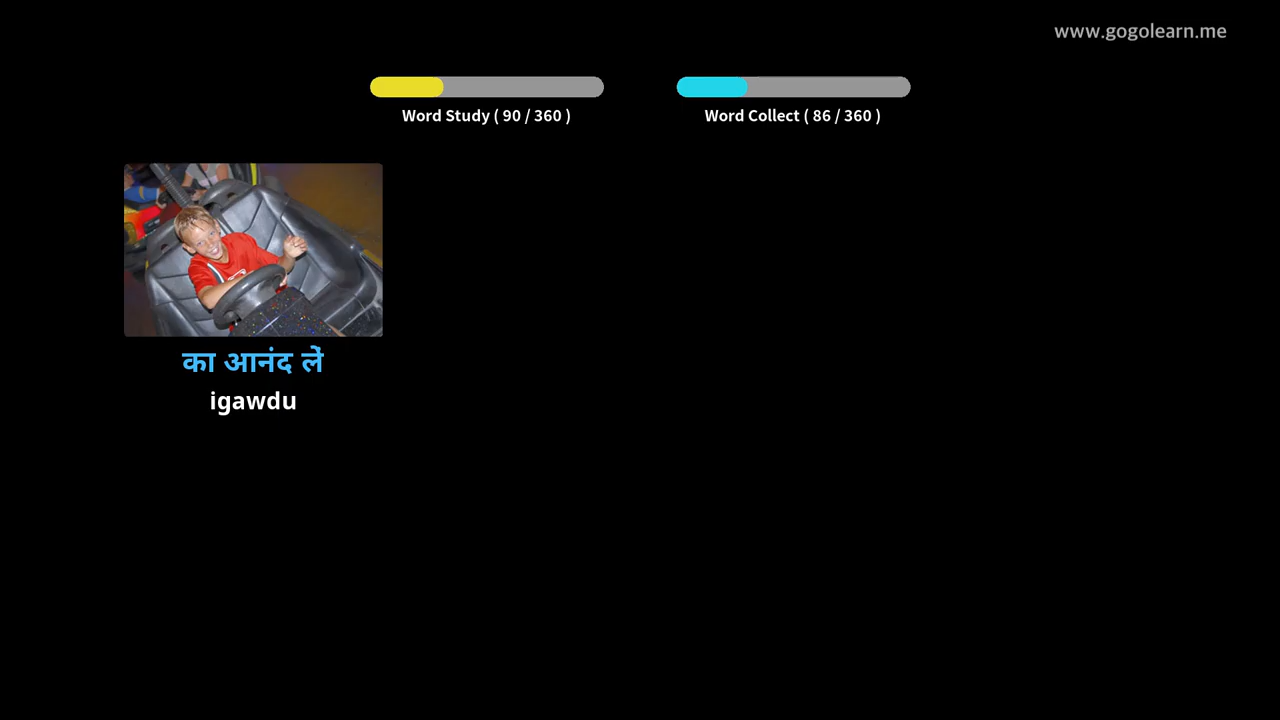 www.gogolearn.me
Word Study ( 90 / 360 )
Word Collect ( 86 / 360 )
का आनंद लें
igawdu